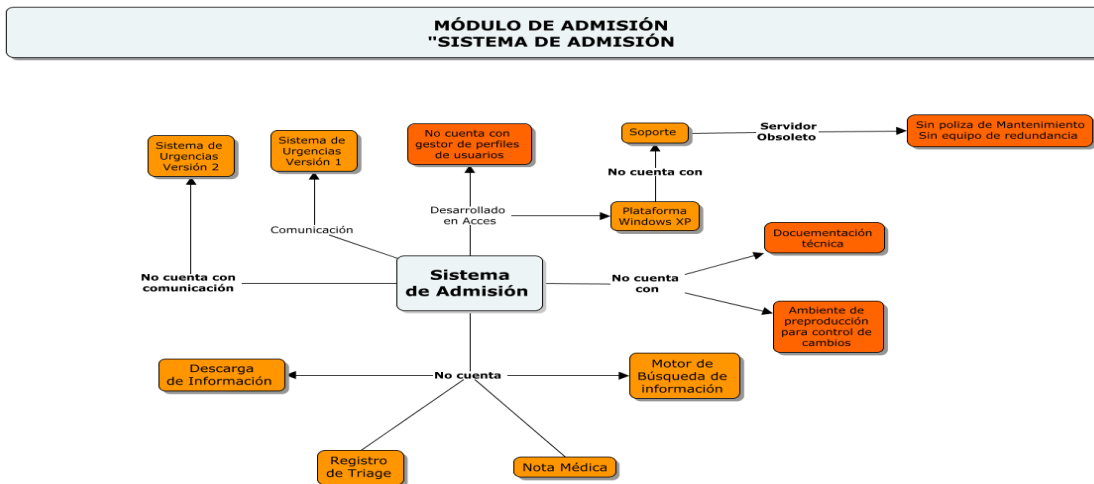 MÓDULO DE ADMISIÓN
"SISTEMA DE ADMISIÓN
Sistema de
Urgencias
Versión 2
Sistema de
Urgencias
Versión 1
No cuenta con
gestor de perfiles
de usuarios
Soporte
Servidor
Obsoleto
Sin poliza de Mantenimiento
Sin equipo de redundancia
No cuenta con
Comunicación
Desarrollado
en Acces
Plataforma
Windows XP
Docuementación
técnica
No cuenta con
comunicación
Sistema
de Admisión
No cuenta
con
Ambiente de
preproducción
para control de
cambios
Descarga
de Información
No cuenta
Motor de
Búsqueda de
información
Registro
de Triage
Nota Médica